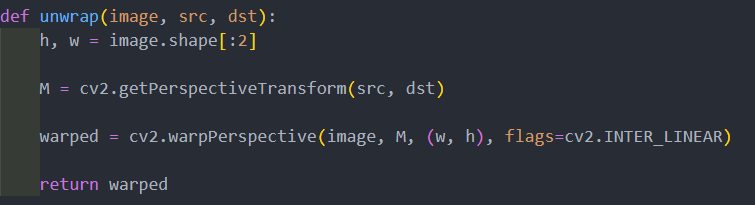 def unwrap(image, src, dst):
    h, w = image.shape[:2]
    M = cv2.getPerspectiveTransform(src, dst)
    warped = cv2.warpPerspective(image, M, (w, h), flags=cv2.INTER_LINEAR)
    return warped